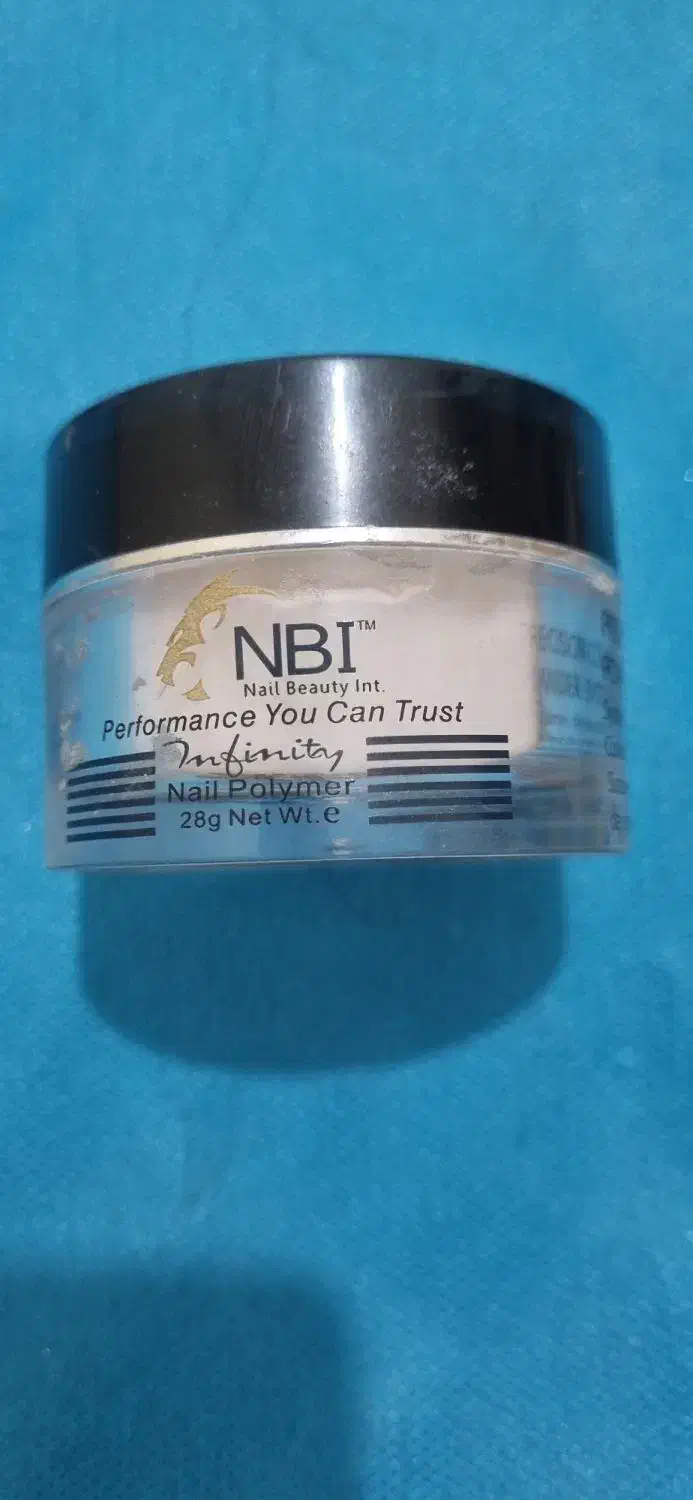 NBI™
Nail Beauty Int.
Performance You Can Trust
Infinity
Nail Polymer
28g Net Wt.e